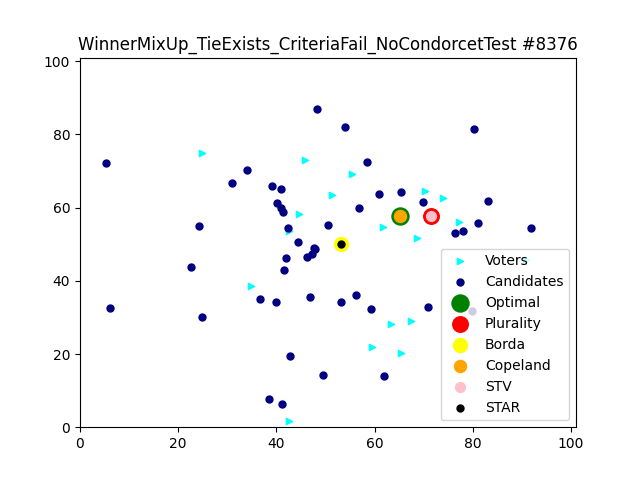 WinnerMixUp_TieExists_CriteriaFail_NoCondorcetTest #8376
100
80
60
40
20
0
0 20 40 60 80 100
Voters
Candidates
Optimal
Plurality
Borda
Copeland
STV
STAR